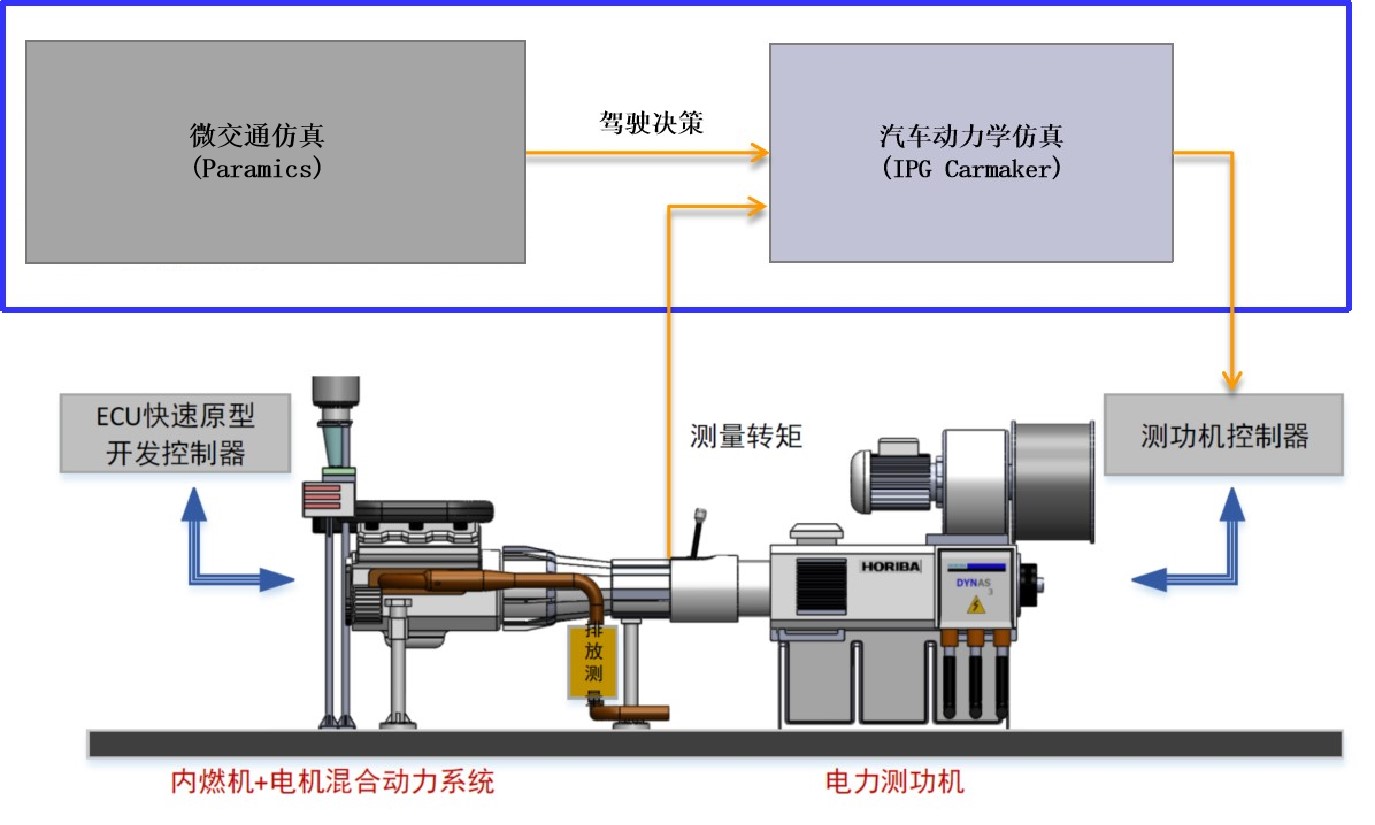 微交通仿真
(Paramics)
驾驶决策
汽车动力学仿真
(IPG Carmaker)
ECU快速原型
开发控制器
测量转矩
测功机控制器
HORIBA
DYNAS
3
排
放
测
量
内燃机+电机混合动力系统
电力测功机